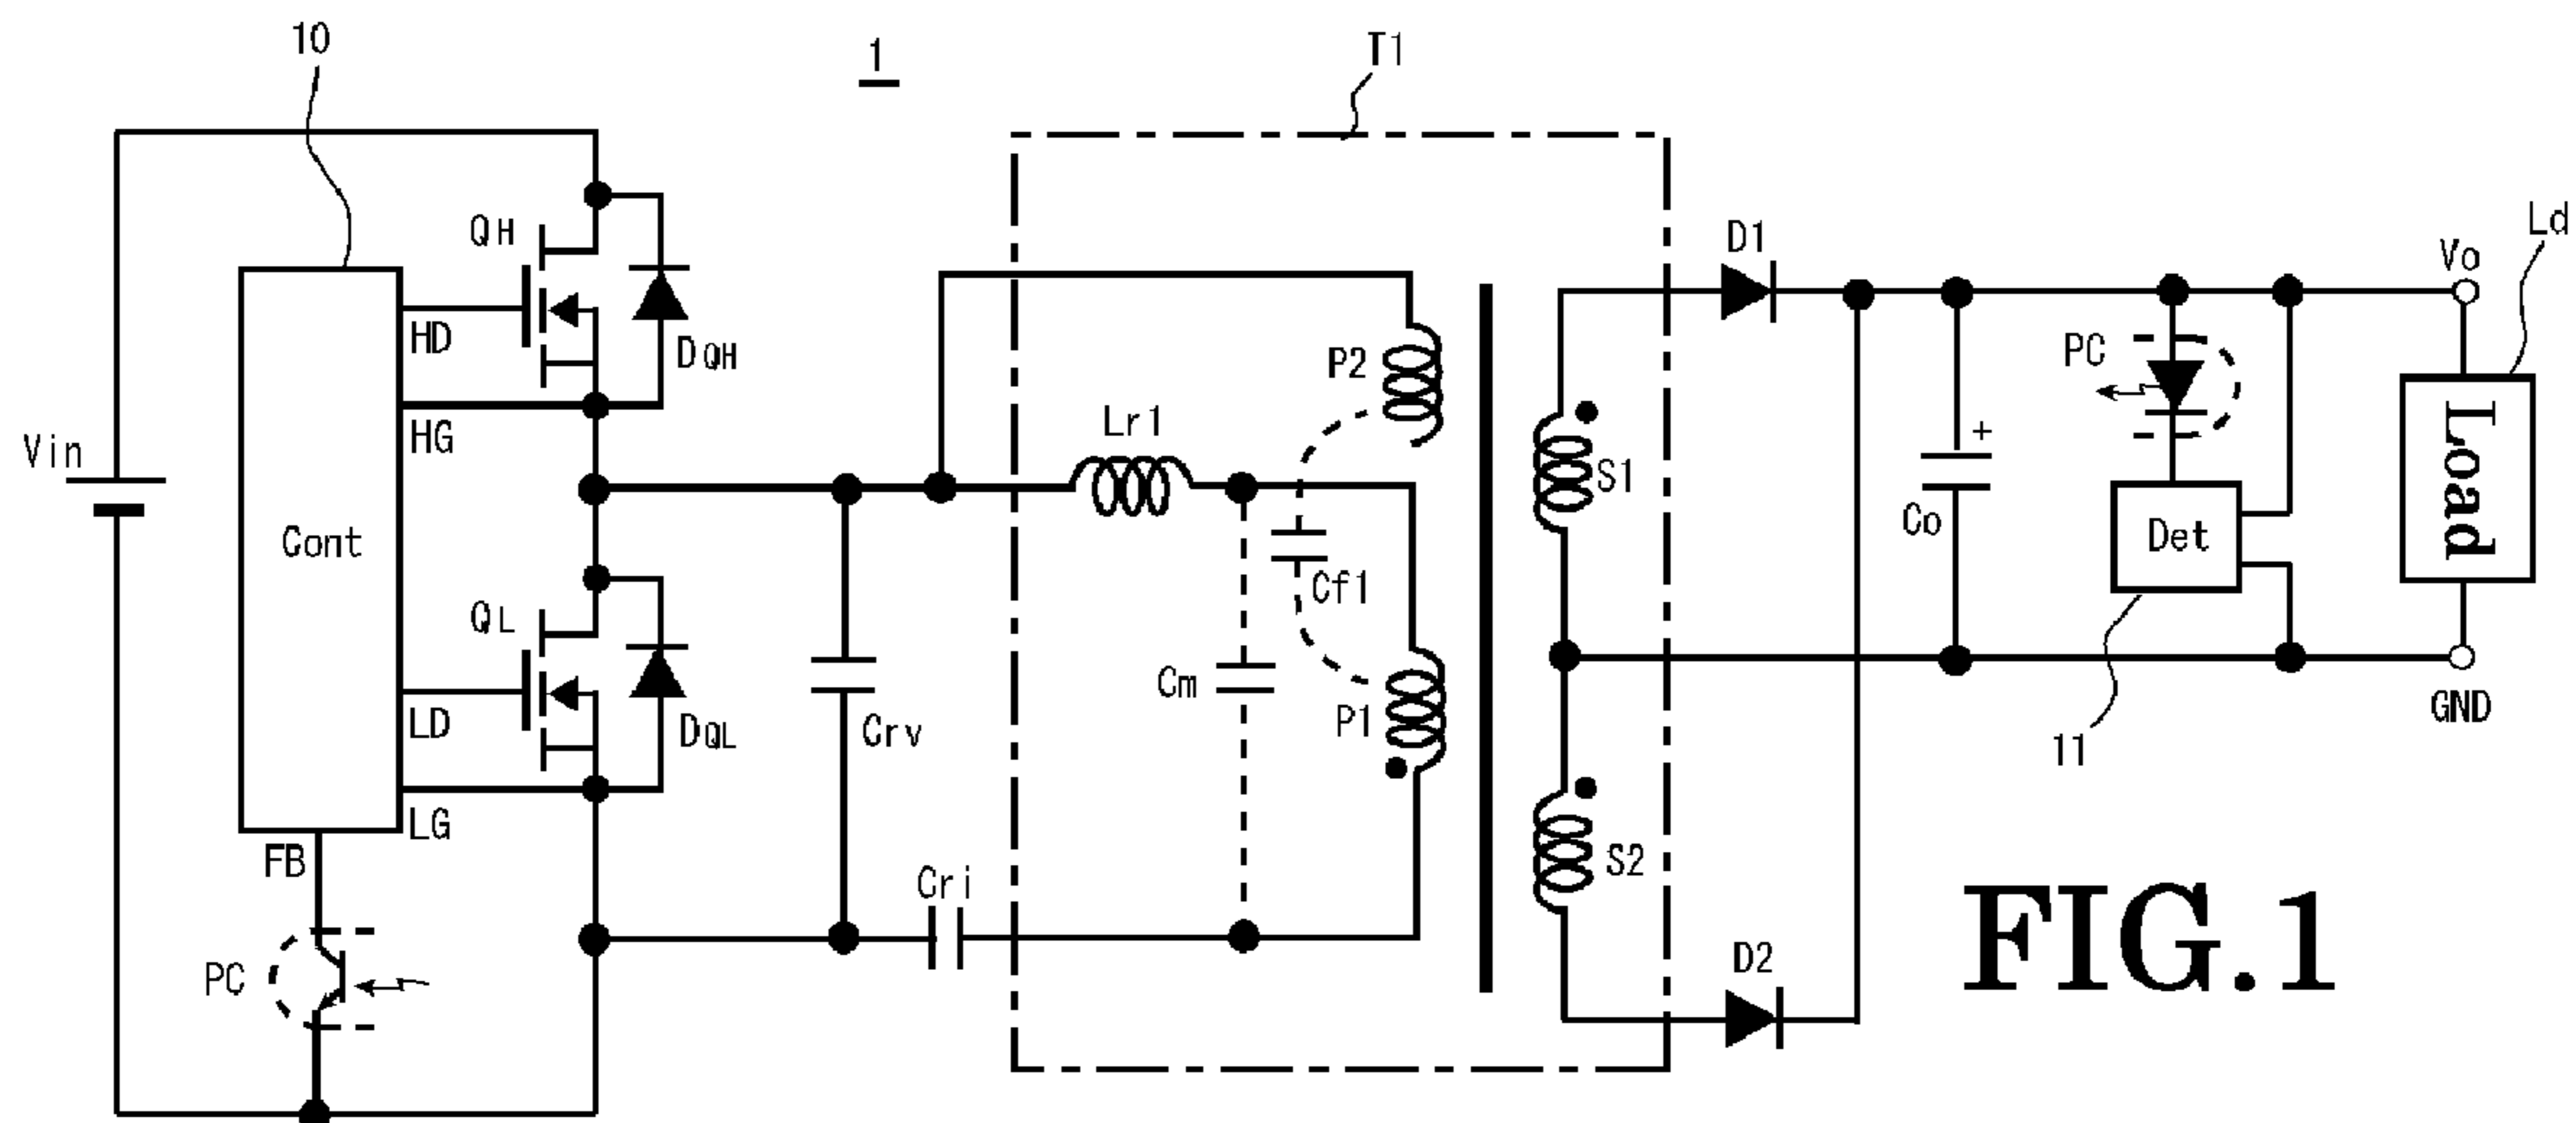 10
1
T1
QH
DQH
HD
HG
Vin
Cont
QL
DQL
LD
LG
FB
PC
Crv
Cri
Lr1
P2
Cf1
Cm
P1
S1
S2
D1
D2
Co
+
PC
Det
11
Vo
Ld
Load
GND
FIG.1